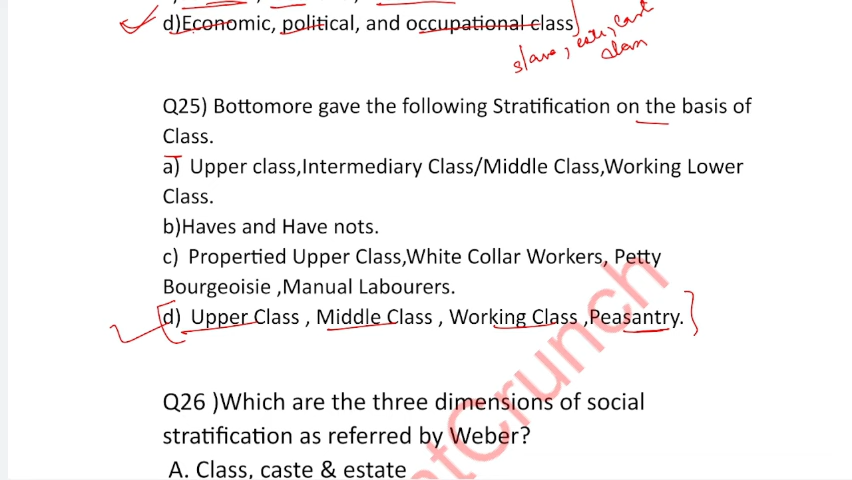 d)Economic, political, and occupational class
slave, estate, caste
class
Q25) Bottomore gave the following Stratification on the basis of
Class.
a) Upper class,Intermediary Class/Middle Class,Working Lower
Class.
b)Haves and Have nots.
c) Propertied Upper Class,White Collar Workers, Petty
Bourgeoisie ,Manual Labourers.
d) Upper Class , Middle Class , Working Class ,Peasantry.
Q26 )Which are the three dimensions of social
stratification as referred by Weber?
A. Class, caste & estate